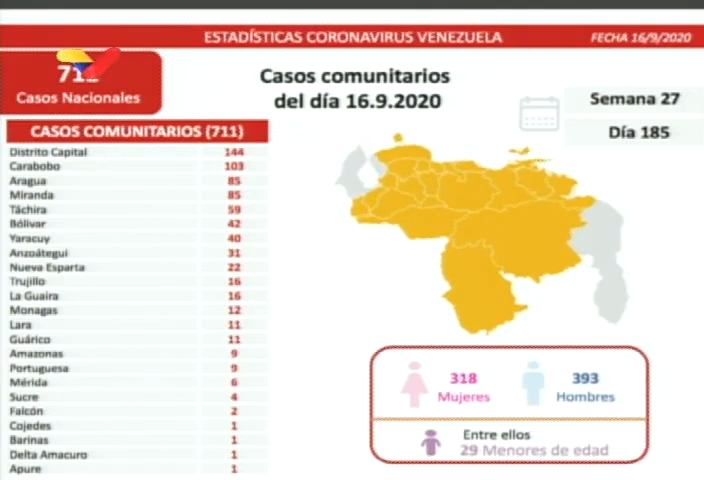 ESTADÍSTICAS CORONAVIRUS VENEZUELA
FECHA 16/9/2020
Casos Nacionales
Casos comunitarios
del día 16.9.2020
Semana 27
Día 185
CASOS COMUNITARIOS (711)
Distrito Capital 144
Carabobo 103
Aragua 85
Miranda 85
Táchira 59
Bólivar 42
Yaracuy 40
Anzoátegui 31
Nueva Esparta 22
Trujillo 16
La Guaira 16
Monagas 12
Lara 11
Guárico 11
Amazonas 9
Portuguesa 9
Mérida 6
Sucre 4
Falcón 2
Cojedes 1
Barinas 1
Delta Amacuro 1
Apure 1
318 Mujeres
393 Hombres
Entre ellos
29 Menores de edad